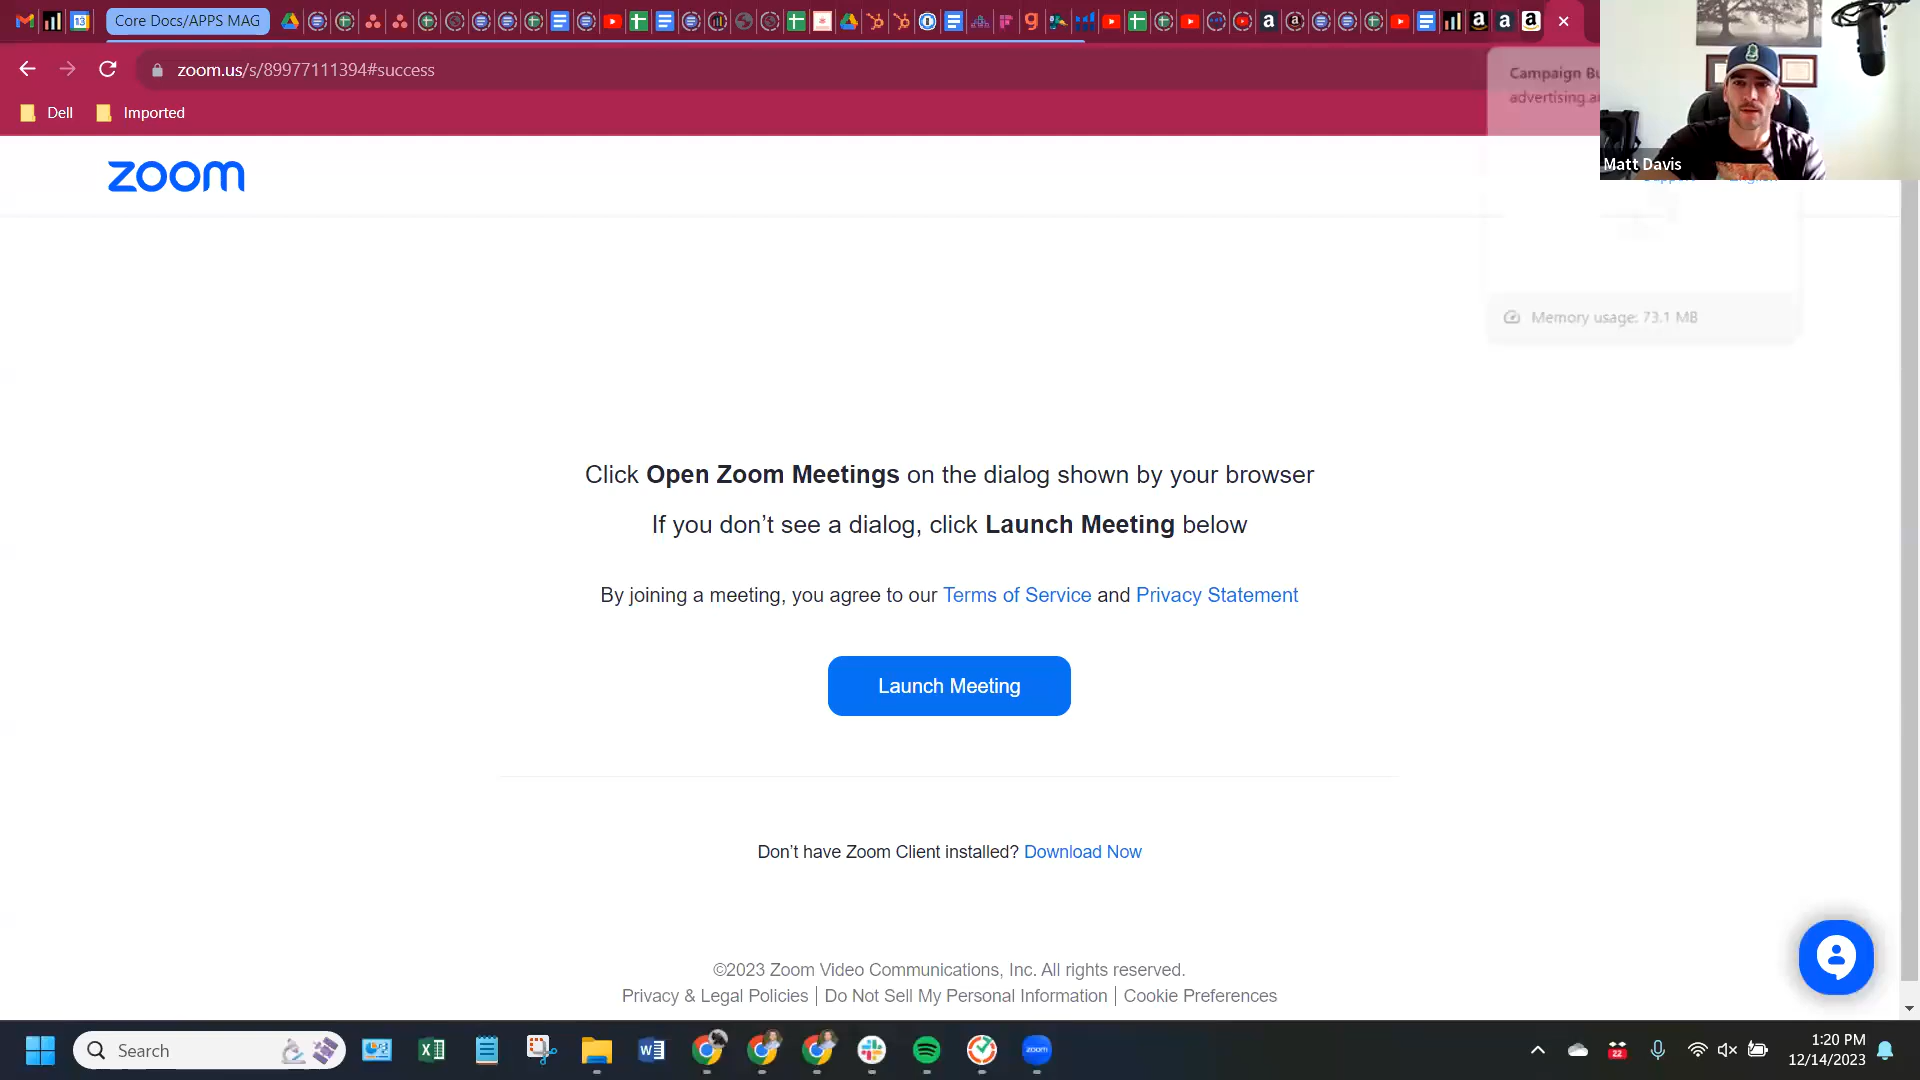 Core Docs/APPS MAG
zoom.us/s/89977111394#success
Dell
Imported
Campaign Bu
advertising a
Matt Davis
zoom
Memory usage: 73.1 MB
Click Open Zoom Meetings on the dialog shown by your browser
If you don’t see a dialog, click Launch Meeting below
By joining a meeting, you agree to our Terms of Service and Privacy Statement
Launch Meeting
Don’t have Zoom Client installed? Download Now
©2023 Zoom Video Communications, Inc. All rights reserved.
Privacy & Legal Policies | Do Not Sell My Personal Information | Cookie Preferences
Search
zoom
22
1:20 PM
12/14/2023